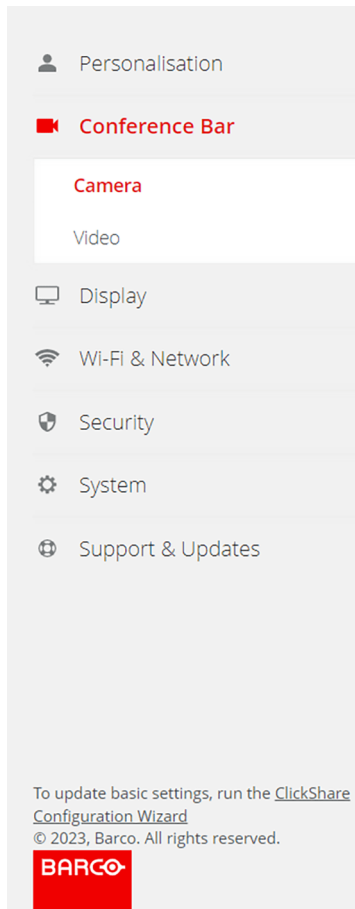 Personalisation
Conference Bar
Camera
Video
Display
Wi-Fi & Network
Security
System
Support & Updates
To update basic settings, run the ClickShare
Configuration Wizard
© 2023, Barco. All rights reserved.
BARCO